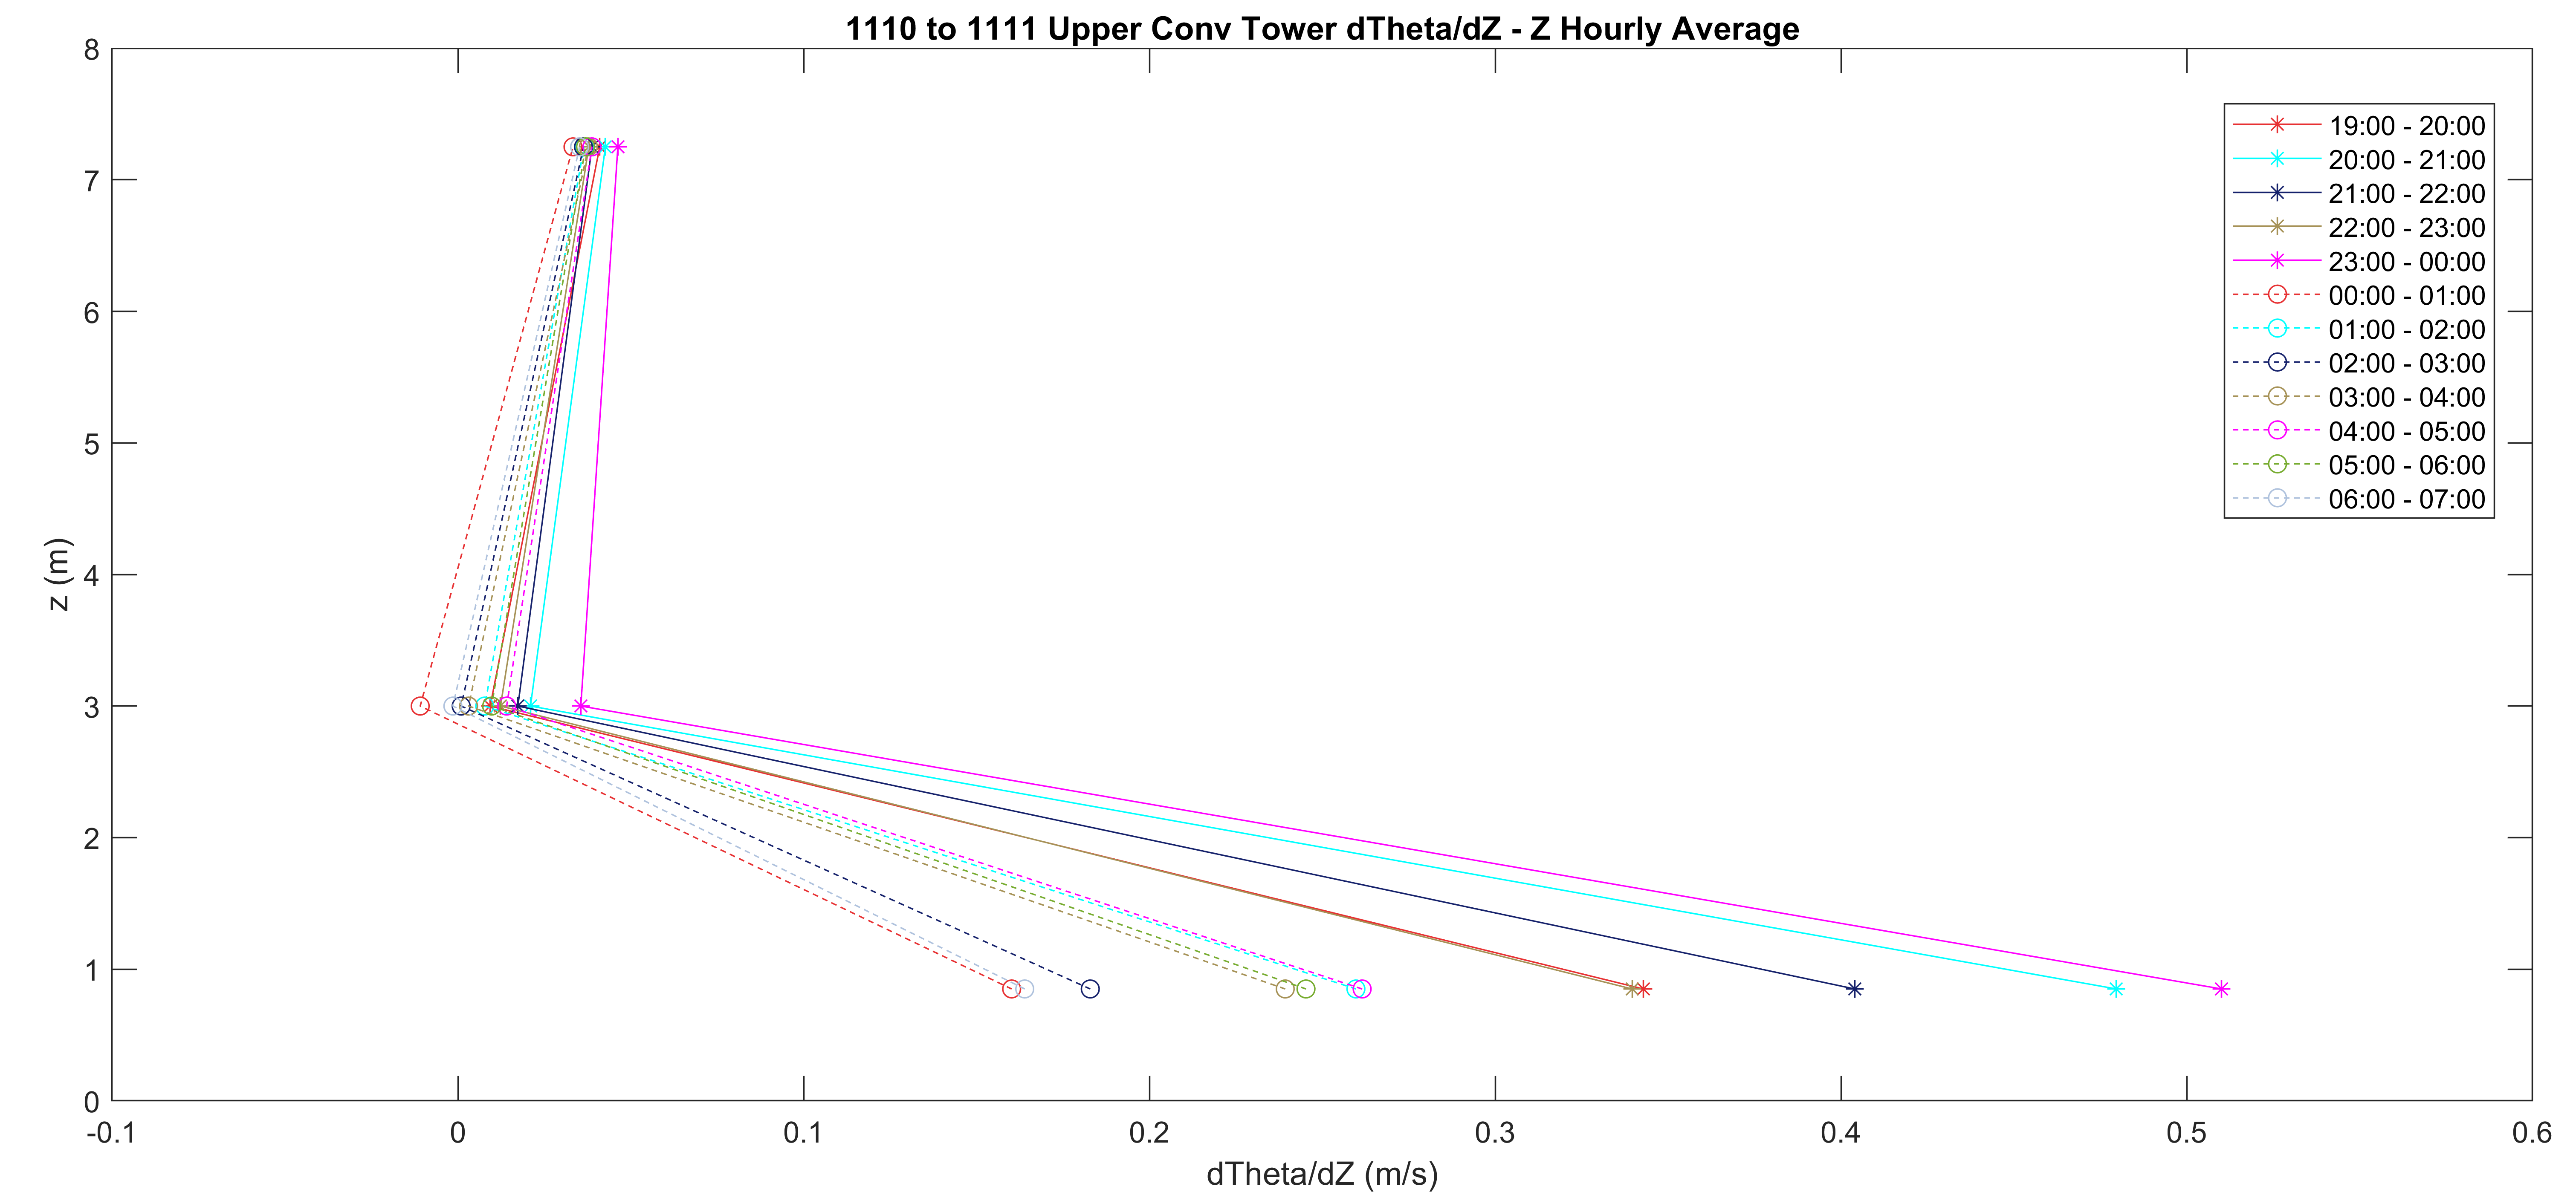 1110 to 1111 Upper Conv Tower dTheta/dZ - Z Hourly Average
8
7
6
5
4
3
2
1
0
z (m)
-0.1
0
0.1
0.2
0.3
0.4
0.5
0.6
dTheta/dZ (m/s)
19:00 - 20:00
20:00 - 21:00
21:00 - 22:00
22:00 - 23:00
23:00 - 00:00
00:00 - 01:00
01:00 - 02:00
02:00 - 03:00
03:00 - 04:00
04:00 - 05:00
05:00 - 06:00
06:00 - 07:00